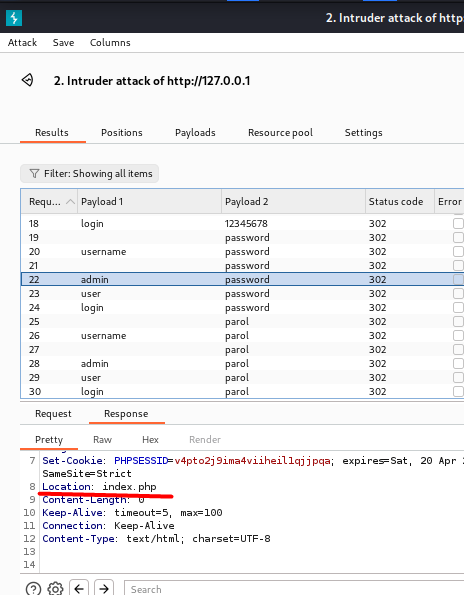 2. Intruder attack of http:
Attack Save Columns
2. Intruder attack of http://127.0.0.1
Results Positions Payloads Resource pool Settings
Filter: Showing all items
Requ... Payload 1 Payload 2 Status code Error
18 login 12345678 302
19 password 302
20 username password 302
21 password 302
22 admin password 302
23 user password 302
24 login password 302
25 parol 302
26 username parol 302
27 parol 302
28 admin parol 302
29 user parol 302
30 login parol 302
Request Response
Pretty Raw Hex Render
7 Set-Cookie: PHPSESSID=v4pto2j9ima4viiheil1qjjpqa; expires=Sat, 20 Apr
SameSite=Strict
8 Location: index.php
9 Content-Length: 0
10 Keep-Alive: timeout=5, max=100
11 Connection: Keep-Alive
12 Content-Type: text/html; charset=UTF-8
13
14
Search